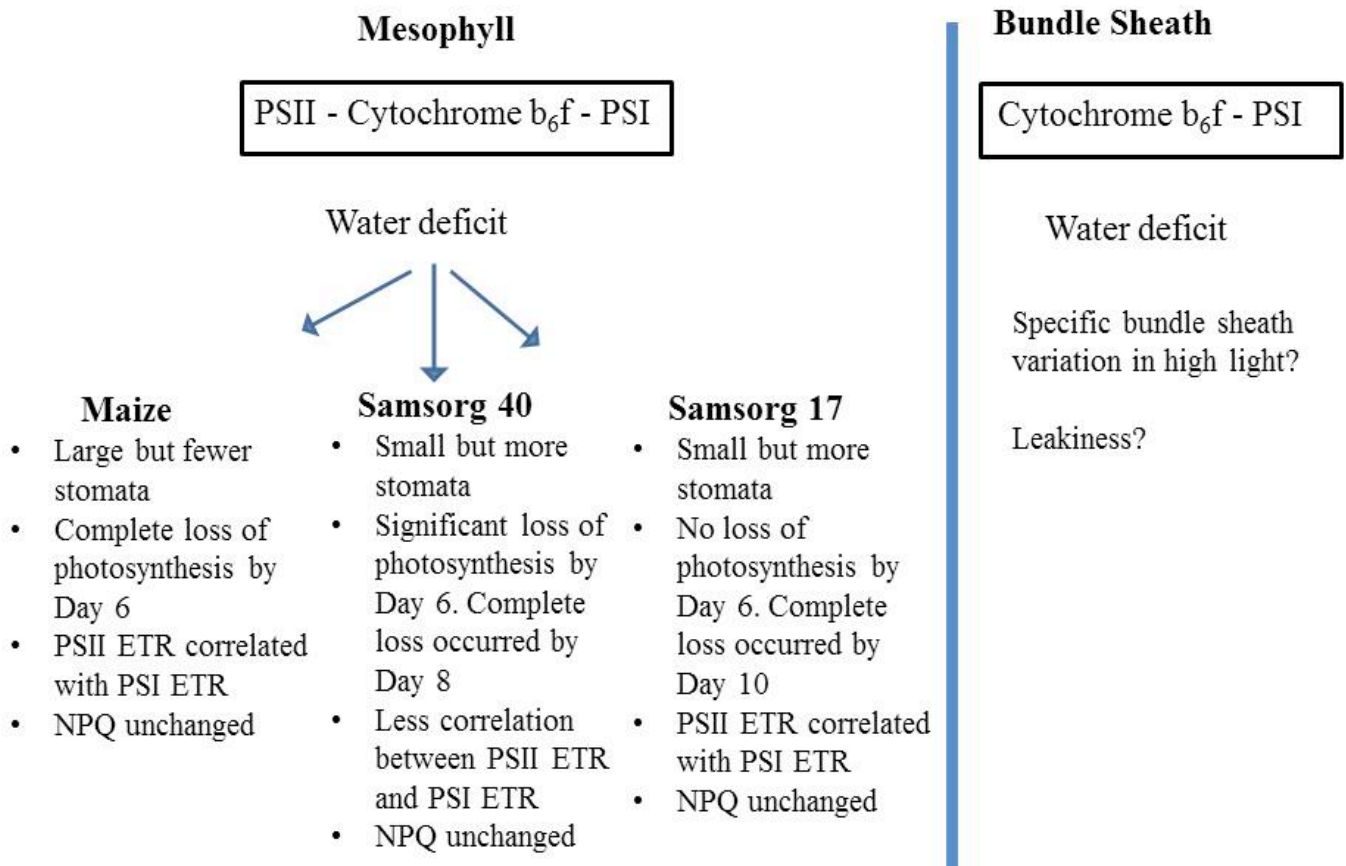 Mesophyll
PSII - Cytochrome b₆f - PSI
Water deficit
Maize
• Large but fewer
stomata
• Complete loss of
photosynthesis by
Day 6
• PSII ETR correlated
with PSI ETR
• NPQ unchanged
Samsorg 40
• Small but more
stomata
• Significant loss of
photosynthesis by
Day 6. Complete
loss occurred by
Day 8
• Less correlation
between PSII ETR
and PSI ETR
• NPQ unchanged
Samsorg 17
• Small but more
stomata
• No loss of
photosynthesis by
Day 6. Complete
loss occurred by
Day 10
• PSII ETR correlated
with PSI ETR
• NPQ unchanged
Bundle Sheath
Cytochrome b₆f - PSI
Water deficit
Specific bundle sheath
variation in high light?
Leakiness?